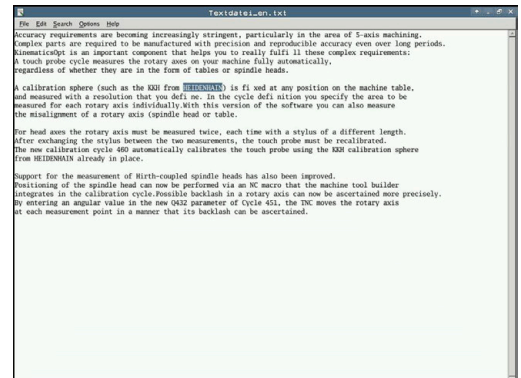 Textdatei_en.txt
File Edit Search Options Help
Accuracy requirements are becoming increasingly stringent, particularly in the area of 5-axis machining.
Complex parts are required to be manufactured with precision and reproducible accuracy even over long periods.
KinematicsOpt is an important component that helps you to really fulfi ll these complex requirements:
A touch probe cycle measures the rotary axes on your machine fully automatically,
regardless of whether they are in the form of tables or spindle heads.
A calibration sphere (such as the KKH from HEIDENHAIN) is fi xed at any position on the machine table,
and measured with a resolution that you defi ne. In the cycle defi nition you specify the area to be
measured for each rotary axis individually.With this version of the software you can also measure
the misalignment of a rotary axis (spindle head or table.
For head axes the rotary axis must be measured twice, each time with a stylus of a different length.
After exchanging the stylus between the two measurements, the touch probe must be recalibrated.
The new calibration cycle 460 automatically calibrates the touch probe using the KKH calibration sphere
from HEIDENHAIN already in place.
Support for the measurement of Hirth-coupled spindle heads has also been improved.
Positioning of the spindle head can now be performed via an NC macro that the machine tool builder
integrates in the calibration cycle.Possible backlash in a rotary axis can now be ascertained more precisely.
By entering an angular value in the new Q432 parameter of Cycle 451, the TNC moves the rotary axis
at each measurement point in a manner that its backlash can be ascertained.